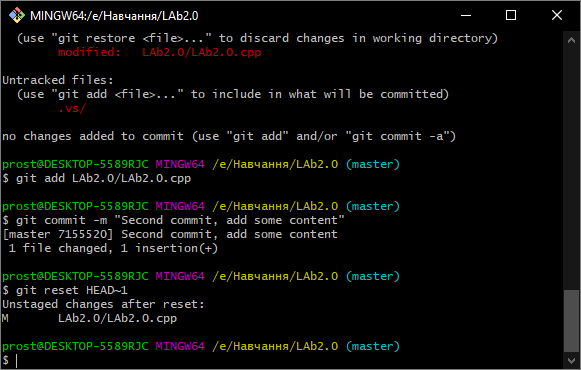 MINGW64:/e/Навчання/LAb2.0
(use "git restore <file>..." to discard changes in working directory)
modified:   LAb2.0/LAb2.0.cpp
Untracked files:
(use "git add <file>..." to include in what will be committed)
.vs/
no changes added to commit (use "git add" and/or "git commit -a")
prost@DESKTOP-5589RJC MINGW64 /e/Навчання/LAb2.0 (master)
$ git add LAb2.0/LAb2.0.cpp
prost@DESKTOP-5589RJC MINGW64 /e/Навчання/LAb2.0 (master)
$ git commit -m "Second commit, add some content"
[master 7155520] Second commit, add some content
1 file changed, 1 insertion(+)
prost@DESKTOP-5589RJC MINGW64 /e/Навчання/LAb2.0 (master)
$ git reset HEAD~1
Unstaged changes after reset:
M       LAb2.0/LAb2.0.cpp
prost@DESKTOP-5589RJC MINGW64 /e/Навчання/LAb2.0 (master)
$